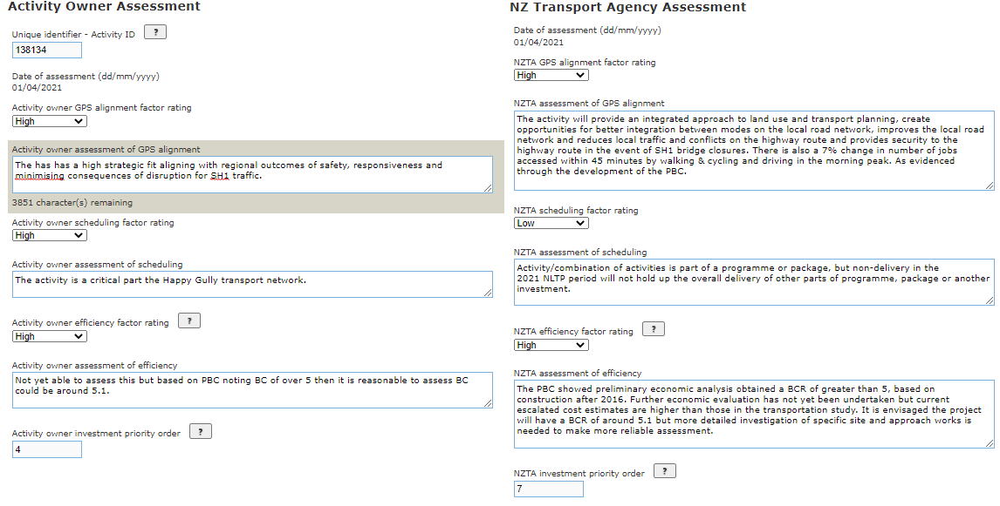 Activity Owner Assessment
Unique identifier - Activity ID ?
138134
Date of assessment (dd/mm/yyyy)
01/04/2021
Activity owner GPS alignment factor rating
High
Activity owner assessment of GPS alignment
The has has a high strategic fit aligning with regional outcomes of safety, responsiveness and
minimising consequences of disruption for SH1 traffic.
3851 character(s) remaining
Activity owner scheduling factor rating
High
Activity owner assessment of scheduling
The activity is a critical part the Happy Gully transport network.
Activity owner efficiency factor rating ?
High
Activity owner assessment of efficiency
Not yet able to assess this but based on PBC noting BC of over 5 then it is reasonable to assess BC
could be around 5.1.
Activity owner investment priority order ?
4
NZ Transport Agency Assessment
Date of assessment (dd/mm/yyyy)
01/04/2021
NZTA GPS alignment factor rating
High
NZTA assessment of GPS alignment
The activity will provide an integrated approach to land use and transport planning, create
opportunities for better integration between modes on the local road network, improves the local road
network and reduces local traffic and conflicts on the highway route and provides security to the
highway route in the event of SH1 bridge closures. There is also a 7% change in number of jobs
accessed within 45 minutes by walking & cycling and driving in the morning peak. As evidenced
through the development of the PBC.
NZTA scheduling factor rating
Low
NZTA assessment of scheduling
Activity/combination of activities is part of a programme or package, but non-delivery in the
2021 NLTP period will not hold up the overall delivery of other parts of programme, package or another
investment.
NZTA efficiency factor rating ?
High
NZTA assessment of efficiency
The PBC showed preliminary economic analysis obtained a BCR of greater than 5, based on
construction after 2016. Further economic evaluation has not yet been undertaken but current
escalated cost estimates are higher than those in the transportation study. It is envisaged the project
will have a BCR of around 5.1 but more detailed investigation of specific site and approach works is
needed to make more reliable assessment.
NZTA investment priority order ?
7